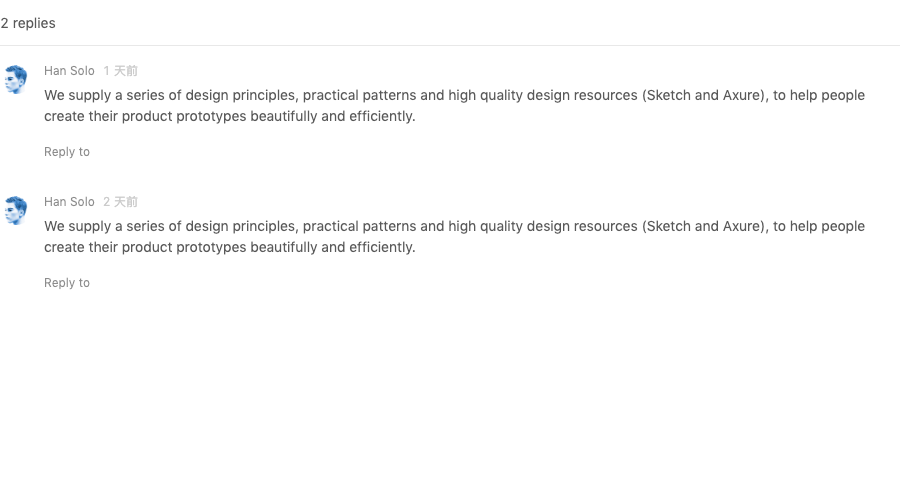 2 replies
Han Solo 1 天前
We supply a series of design principles, practical patterns and high quality design resources (Sketch and Axure), to help people
create their product prototypes beautifully and efficiently.
Reply to
Han Solo 2 天前
We supply a series of design principles, practical patterns and high quality design resources (Sketch and Axure), to help people
create their product prototypes beautifully and efficiently.
Reply to